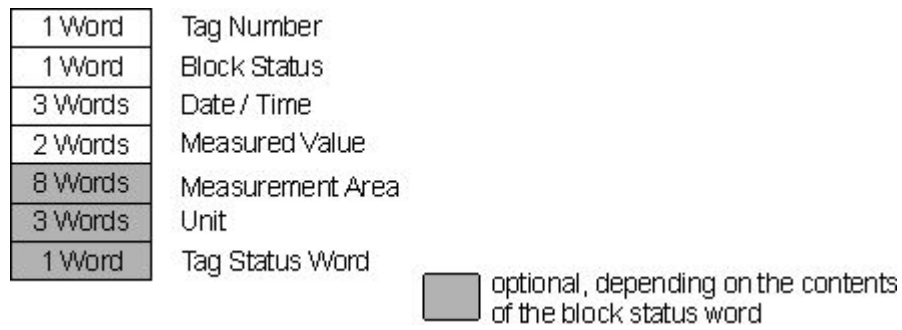 1 Word Tag Number
1 Word Block Status
3 Words Date / Time
2 Words Measured Value
8 Words Measurement Area
3 Words Unit
1 Word Tag Status Word
optional, depending on the contents
of the block status word